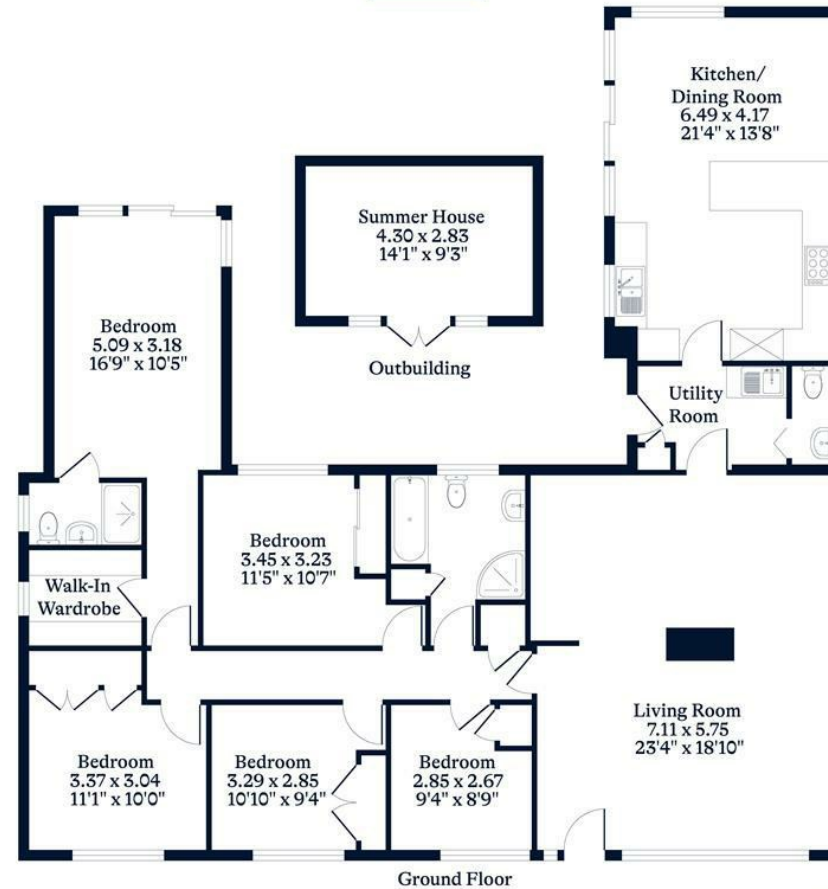 Kitchen/
Dining Room
6.49 x 4.17
21'4" x 13'8"
Summer House
4.30 x 2.83
14'1" x 9'3"
Outbuilding
Bedroom
5.09 x 3.18
16'9" x 10'5"
Utility
Room
Bedroom
3.45 x 3.23
11'5" x 10'7"
Walk-In
Wardrobe
Living Room
7.11 x 5.75
23'4" x 18'10"
Bedroom
3.37 x 3.04
11'1" x 10'0"
Bedroom
3.29 x 2.85
10'10" x 9'4"
Bedroom
2.85 x 2.67
9'4" x 8'9"
Ground Floor